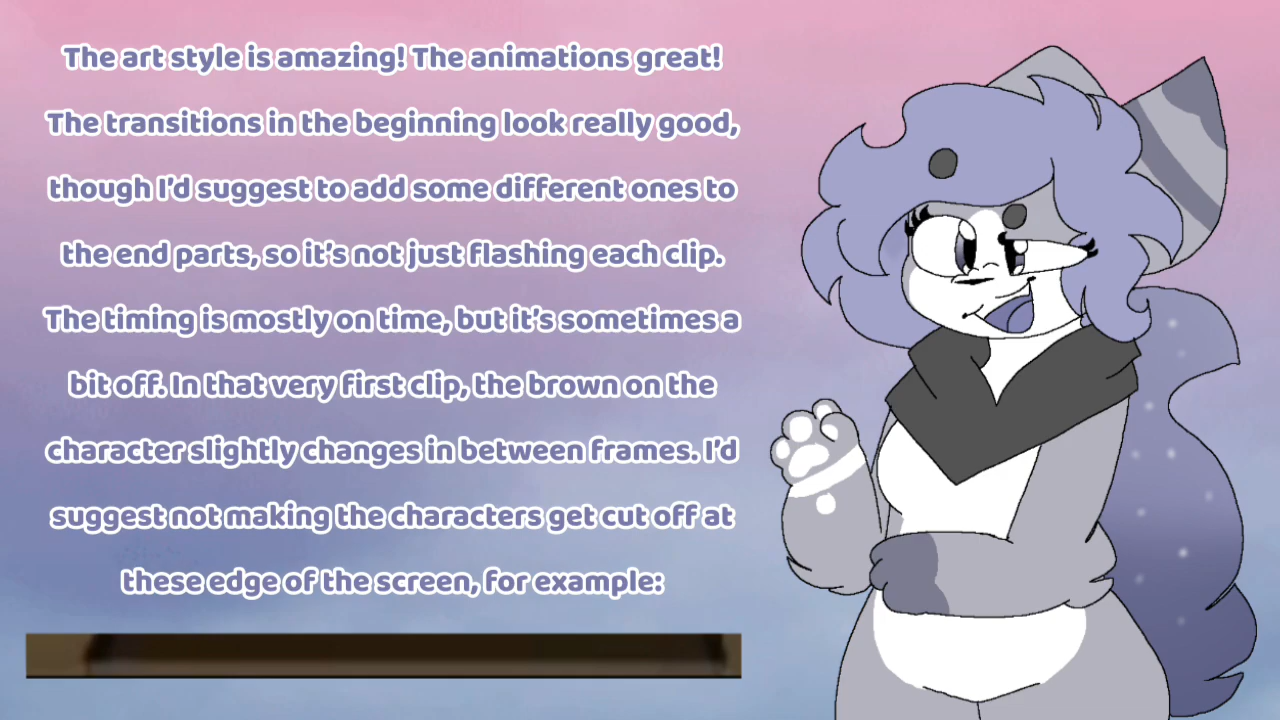 The art style is amazing! The animations great!
The transitions in the beginning look really good,
though I'd suggest to add some different ones to
the end parts, so it's not just flashing each clip.
The timing is mostly on time, but it's sometimes a
bit off. In that very first clip, the brown on the
character slightly changes in between frames. I'd
suggest not making the characters get cut off at
these edge of the screen, for example: